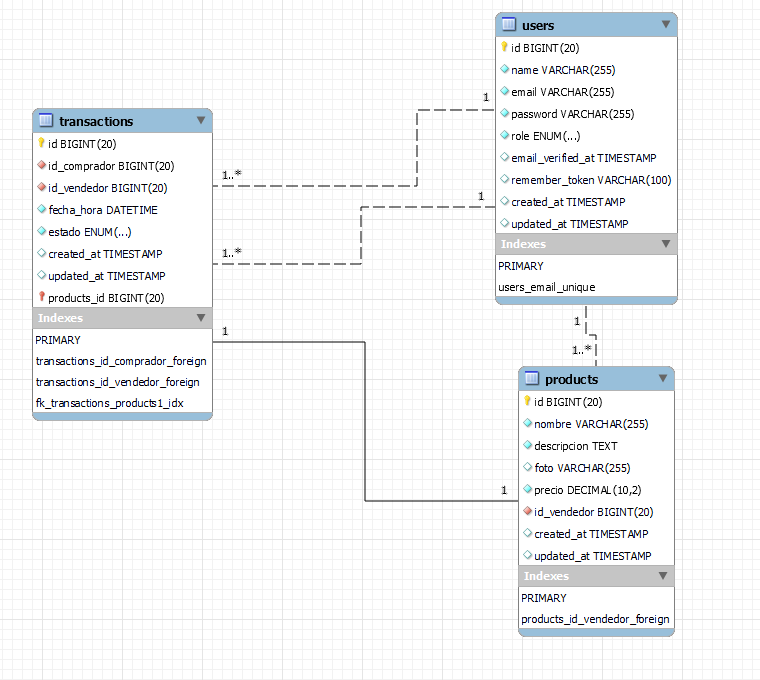 users
id BIGINT(20)
name VARCHAR(255)
email VARCHAR(255)
password VARCHAR(255)
role ENUM(...)
email_verified_at TIMESTAMP
remember_token VARCHAR(100)
created_at TIMESTAMP
updated_at TIMESTAMP
Indexes
PRIMARY
users_email_unique
transactions
id BIGINT(20)
id_comprador BIGINT(20)
id_vendedor BIGINT(20)
fecha_hora DATETIME
estado ENUM(...)
created_at TIMESTAMP
updated_at TIMESTAMP
products_id BIGINT(20)
Indexes
PRIMARY
transactions_id_comprador_foreign
transactions_id_vendedor_foreign
fk_transactions_products1_idx
1
1..*
1
1..*
1
1
1
1..*
products
id BIGINT(20)
nombre VARCHAR(255)
descripcion TEXT
foto VARCHAR(255)
precio DECIMAL(10,2)
id_vendedor BIGINT(20)
created_at TIMESTAMP
updated_at TIMESTAMP
Indexes
PRIMARY
products_id_vendedor_foreign